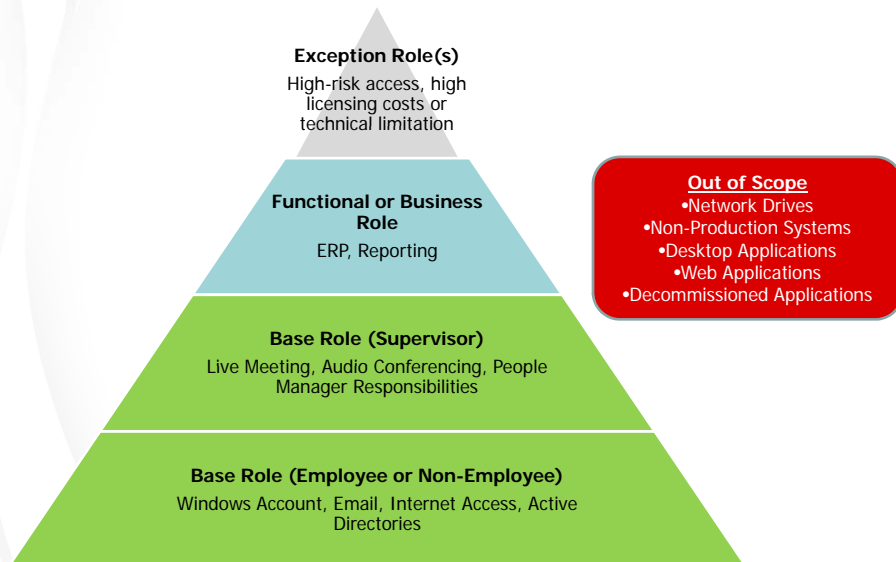 Exception Role(s)
High-risk access, high
licensing costs or
technical limitation
Functional or Business
Role
ERP, Reporting
Base Role (Supervisor)
Live Meeting, Audio Conferencing, People
Manager Responsibilities
Base Role (Employee or Non-Employee)
Windows Account, Email, Internet Access, Active
Directories
Out of Scope
•Network Drives
•Non-Production Systems
•Desktop Applications
•Web Applications
•Decommissioned Applications